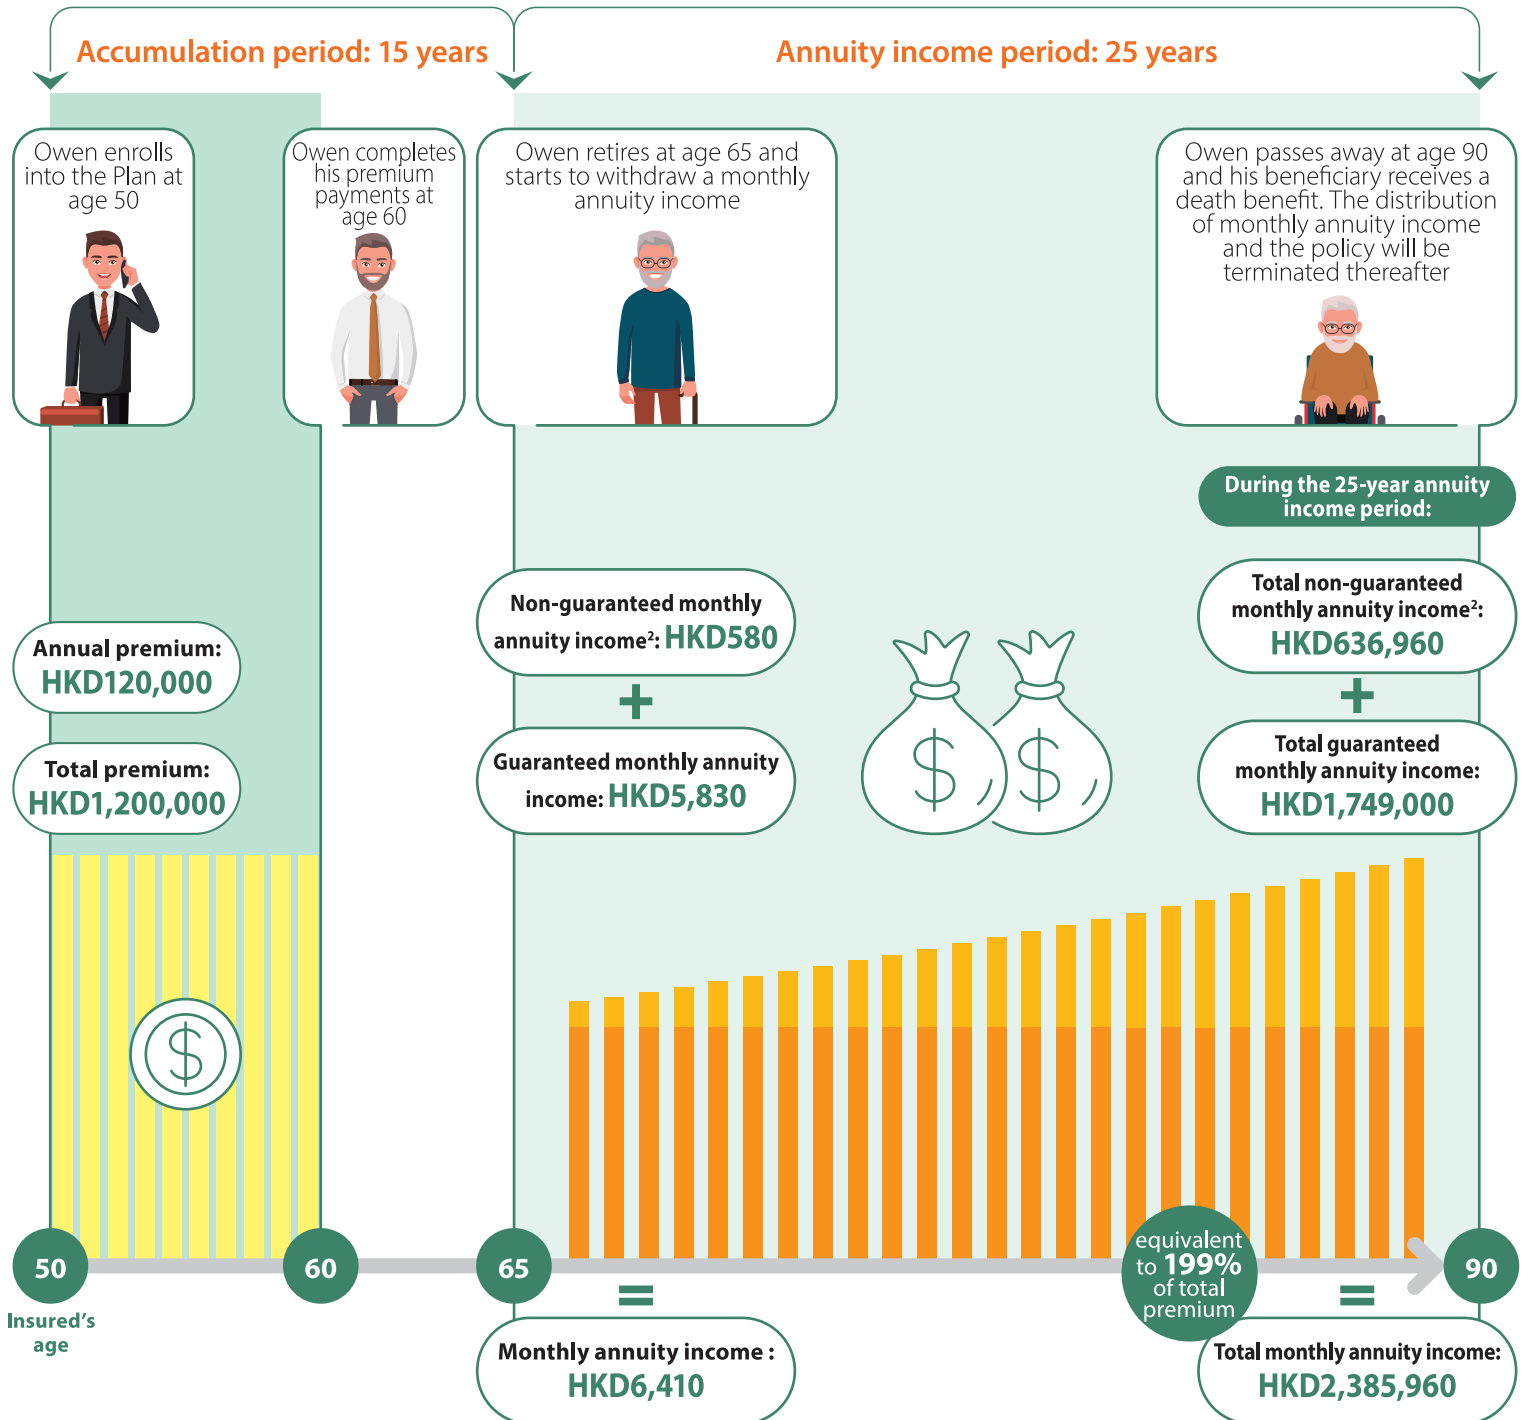 Accumulation period: 15 years
Annuity income period: 25 years
Owen enrolls
into the Plan at
age 50
Owen completes
his premium
payments at
age 60
Owen retires at age 65 and
starts to withdraw a monthly
annuity income
Owen passes away at age 90
and his beneficiary receives a
death benefit. The distribution
of monthly annuity income
and the policy will be
terminated thereafter
During the 25-year annuity
income period:
Annual premium:
HKD120,000
Total premium:
HKD1,200,000
Non-guaranteed monthly
annuity income²: HKD580
+
Guaranteed monthly annuity
income: HKD5,830
$ $
Total non-guaranteed
monthly annuity income²:
HKD636,960
+
Total guaranteed
monthly annuity income:
HKD1,749,000
$
50
60
65
90
Insured's
age
equivalent
to 199%
of total
premium
=
Monthly annuity income :
HKD6,410
=
Total monthly annuity income:
HKD2,385,960